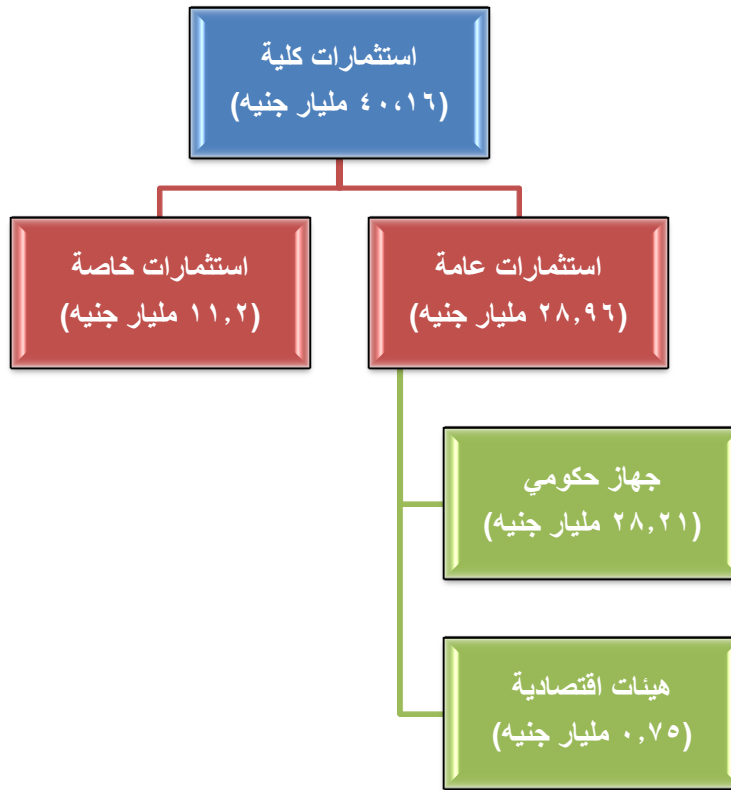 استثمارات كلية
(٤٠،١٦ مليار جنيه)
استثمارات عامة
(٢٨,٩٦ مليار جنيه)
استثمارات خاصة
(١١,٢ مليار جنيه)
جهاز حكومي
(٢٨,٢١ مليار جنيه)
هيئات اقتصادية
(٠,٧٥ مليار جنيه)